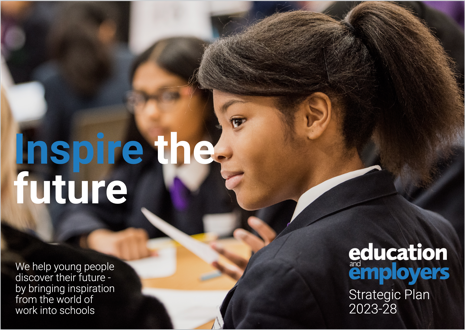 Inspire the
future
We help young people
discover their future -
by bringing inspiration
from the world of
work into schools
education
and
employers
Strategic Plan
2023-28